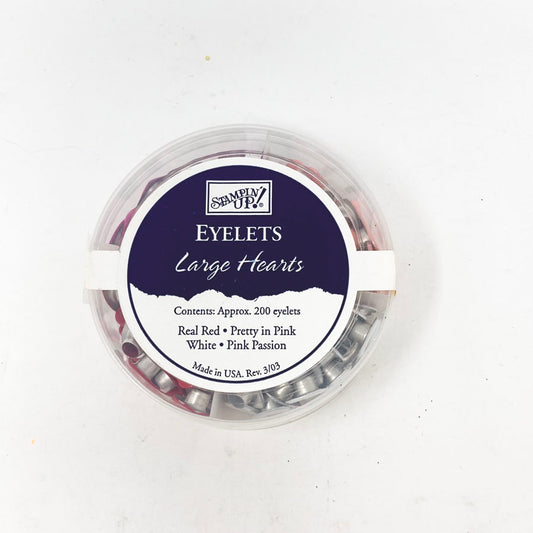 STAMPIN'
UP!®
EYELETS
Large Hearts
Contents: Approx. 200 eyelets
Real Red • Pretty in Pink
White • Pink Passion
Made in USA. Rev. 3/03